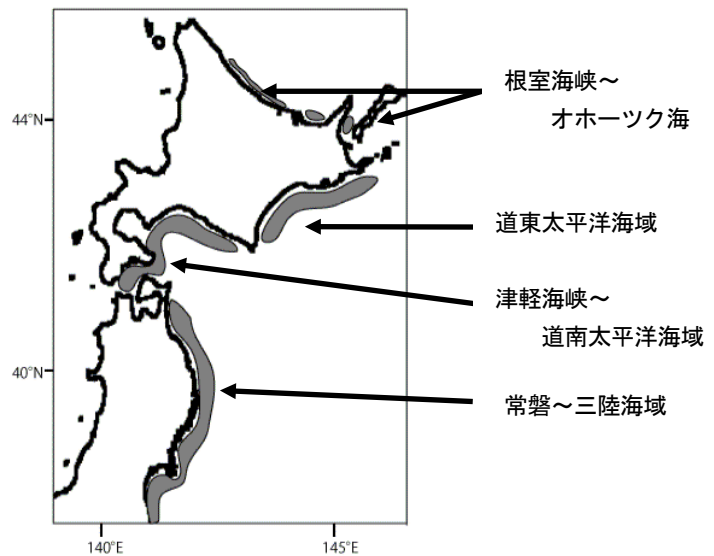 根室海峡～
オホーツク海
44°N
道東太平洋海域
津軽海峡～
道南太平洋海域
40°N
常磐～三陸海域
140°E
145°E